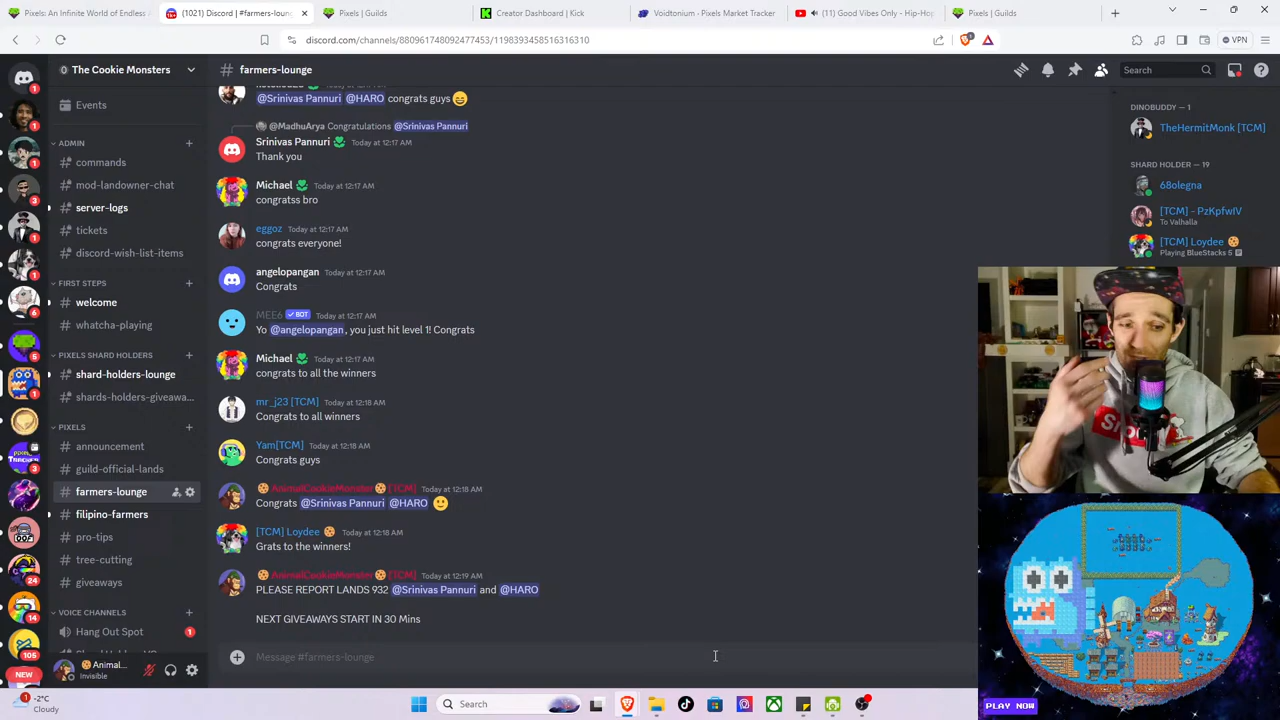 Pixels | An Infinite World of Endless
(1021) Discord | #farmers-loung
Pixels | Guilds
Creator Dashboard | Kick
Voidtonium - Pixels Market Tracker
(11) Good Vibes Only - Hip-Hop
Pixels | Guilds
discord.com/channels/880961748092477453/1198393458516316310
VPN
The Cookie Monsters
# farmers-lounge
Search
Events
ADMIN
commands
mod-landowner-chat
server-logs
tickets
discord-wish-list-items
FIRST STEPS
welcome
whatcha-playing
PIXELS SHARD HOLDERS
shard-holders-lounge
shards-holders-giveawa...
PIXELS
announcement
guild-official-lands
farmers-lounge
filipino-farmers
pro-tips
tree-cutting
giveaways
VOICE CHANNELS
Hang Out Spot 1
Animal...
Invisible
@Srinivas Pannuri @HARO congrats guys
@MadhuArya Congratulations @Srinivas Pannuri
Srinivas Pannuri Today at 12:17 AM
Thank you
Michael Today at 12:17 AM
congratss bro
eggoz Today at 12:17 AM
congrats everyone!
angelopangan Today at 12:17 AM
Congrats
MEE6 BOT Today at 12:17 AM
Yo @angelopangan, you just hit level 1! Congrats
Michael Today at 12:18 AM
congrats to all the winners
mr_j23 [TCM] Today at 12:18 AM
Congrats to all winners
Yam[TCM] Today at 12:18 AM
Congrats guys
AnimalCookieMonster [TCM] Today at 12:18 AM
Congrats @Srinivas Pannuri @HARO
[TCM] Loydee Today at 12:18 AM
Grats to the winners!
AnimalCookieMonster [TCM] Today at 12:19 AM
PLEASE REPORT LANDS 932 @Srinivas Pannuri and @HARO
NEXT GIVEAWAYS START IN 30 Mins
Message #farmers-lounge
DINOBUDDY — 1
TheHermitMonk [TCM]
SHARD HOLDER — 19
68olegna
[TCM] - PzKpfwIV
To Valhalla
[TCM] Loydee
Playing BlueStacks 5
PLAY NOW
NEW
-2°C
Cloudy
Search